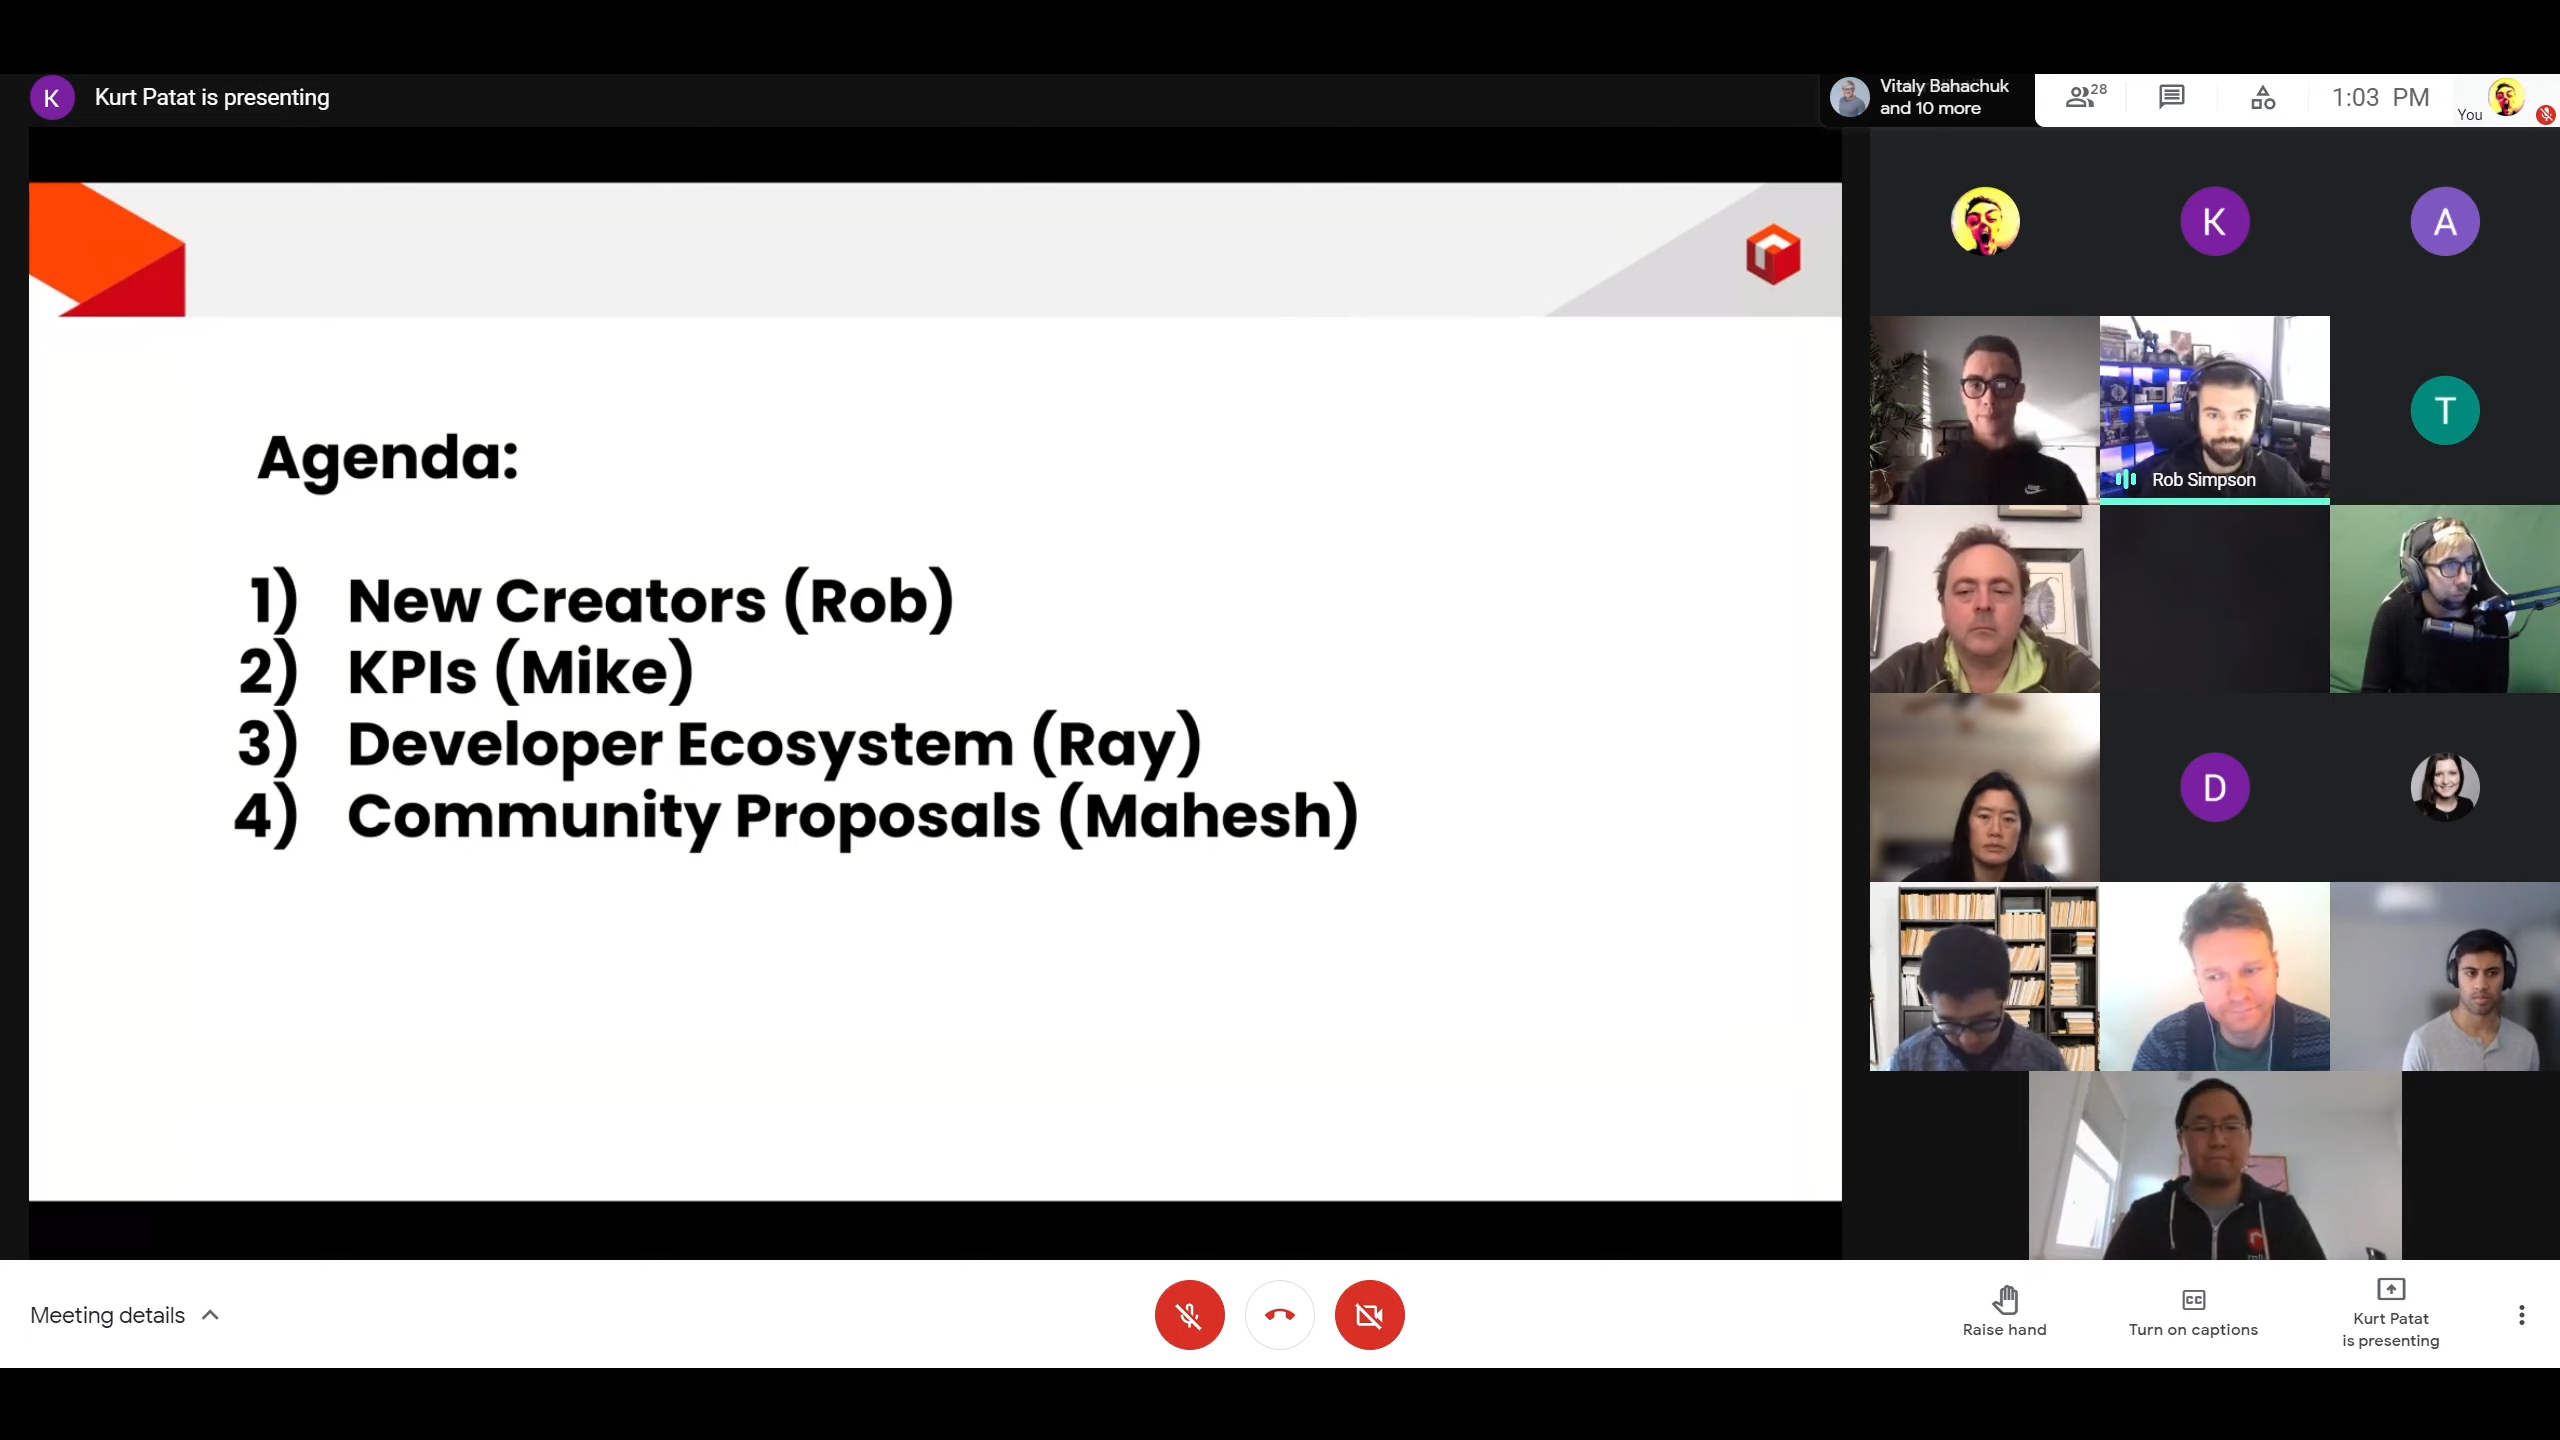 K
Kurt Patat is presenting
Vitaly Bahachuk
and 10 more
28
1:03 PM
You
K
A
Agenda:
1) New Creators (Rob)
2) KPIs (Mike)
3) Developer Ecosystem (Ray)
4) Community Proposals (Mahesh)
Rob Simpson
T
D
Meeting details
Raise hand
CC
Turn on captions
Kurt Patat
is presenting